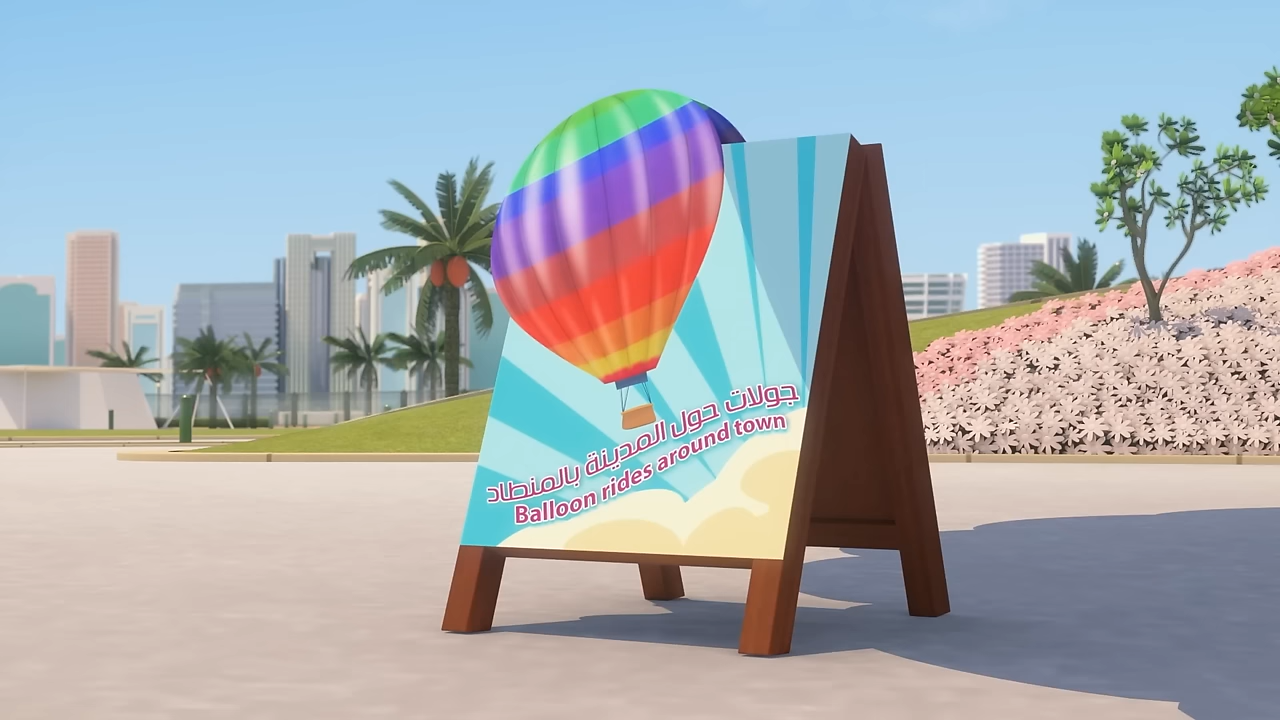 جولات حول المدينة بالمنطاد
Balloon rides around town